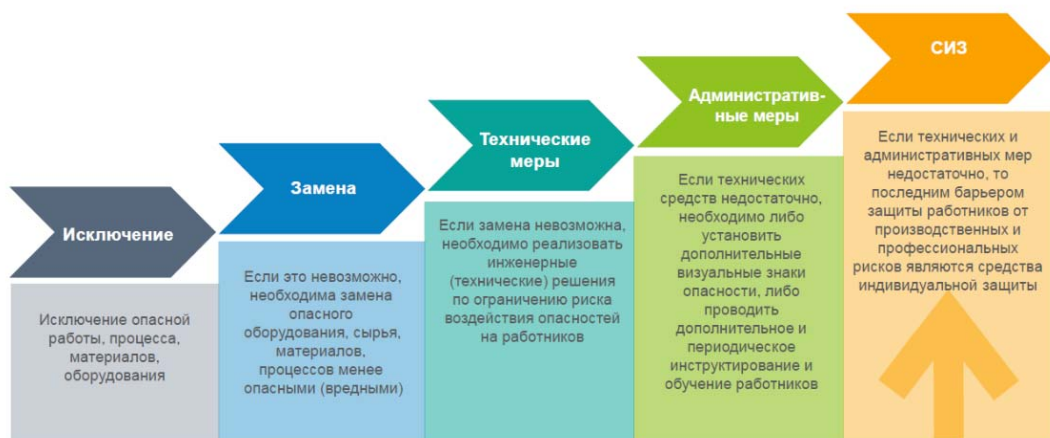 Исключение
Исключение опасной
работы, процесса,
материалов,
оборудования
Замена
Если это невозможно,
необходима замена
опасного
оборудования, сырья,
материалов,
процессов менее
опасными (вредными)
Технические
меры
Если замена невозможна,
необходимо реализовать
инженерные
(технические) решения
по ограничению риска
воздействия опасностей
на работников
Административ-
ные меры
Если технических
средств недостаточно,
необходимо либо
установить
дополнительные
визуальные знаки
опасности, либо
проводить
дополнительное и
периодическое
инструктирование и
обучение работников
СИЗ
Если технических и
административных мер
недостаточно, то
последним барьером
защиты работников от
производственных и
профессиональных
рисков являются средства
индивидуальной защиты